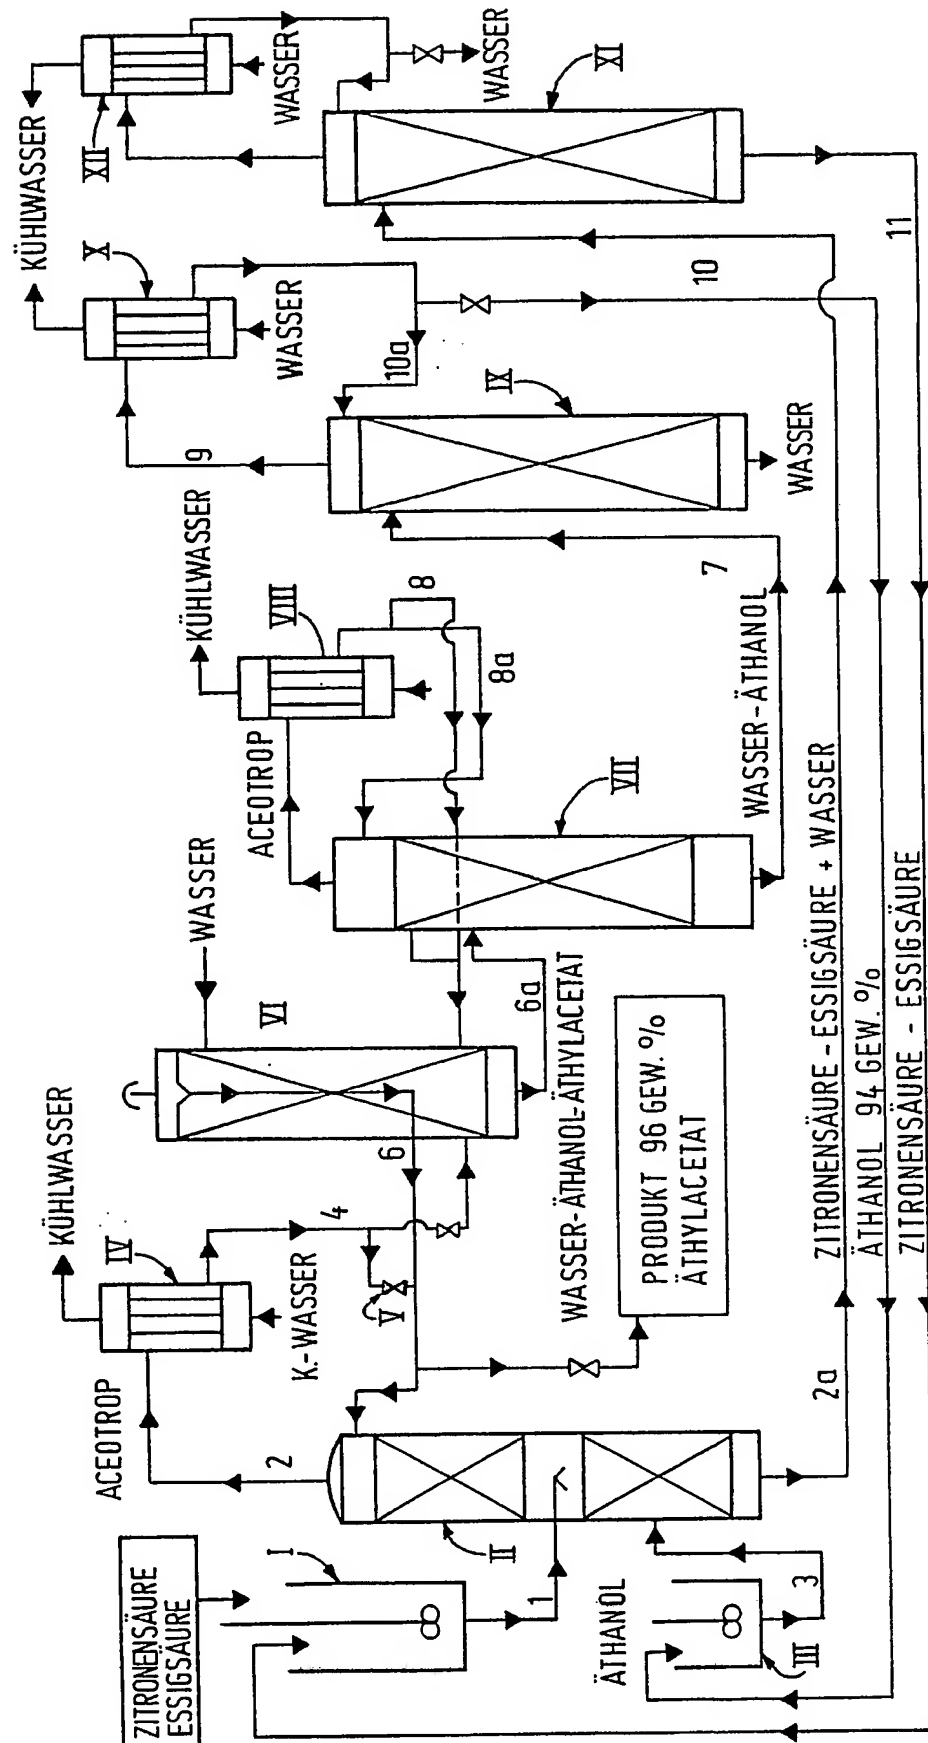 ZITRONENSÄURE
ESSIGSÄURE
I
1
ÄTHANOL
III
3
II
2
ACEOTROP
2a
KÜHLWASSER
IV
K.-WASSER
4
V
6
VI
WASSER
6a
WASSER-ÄTHANOL-ÄTHYLACETAT
PRODUKT 96 GEW. %
ÄTHYLACETAT
ACEOTROP
KÜHLWASSER
VIII
8
8a
VII
WASSER-ÄTHANOL
7
9
IX
WASSER
10a
10
X
WASSER
KÜHLWASSER
XII
WASSER
WASSER
XI
11
ZITRONENSÄURE - ESSIGSÄURE + WASSER
ÄTHANOL 94 GEW. %
ZITRONENSÄURE - ESSIGSÄURE